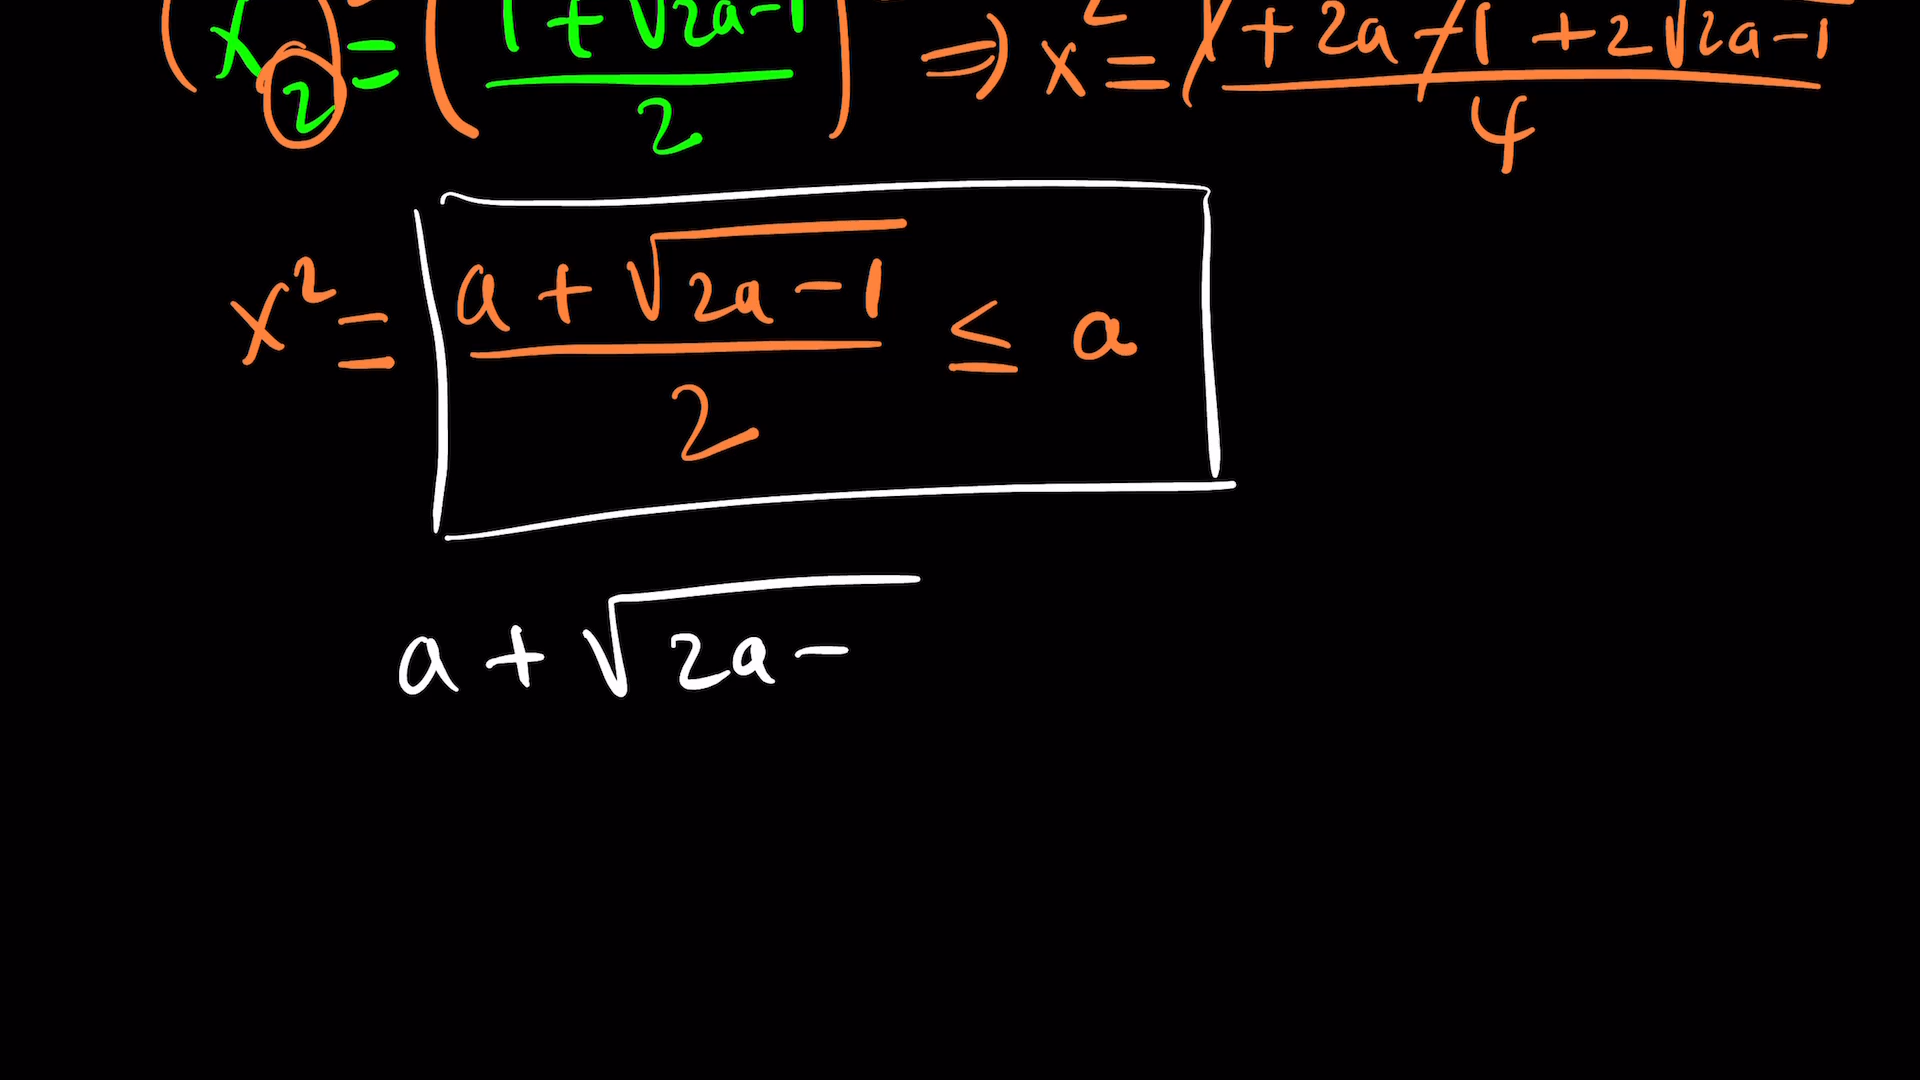 (x₂)² = (1 + √(2a-1) / 2)² ⇒ x² = (1 + 2a - 1 + 2√(2a-1)) / 4
x² = (a + √(2a - 1)) / 2 ≤ a
a + √(2a -